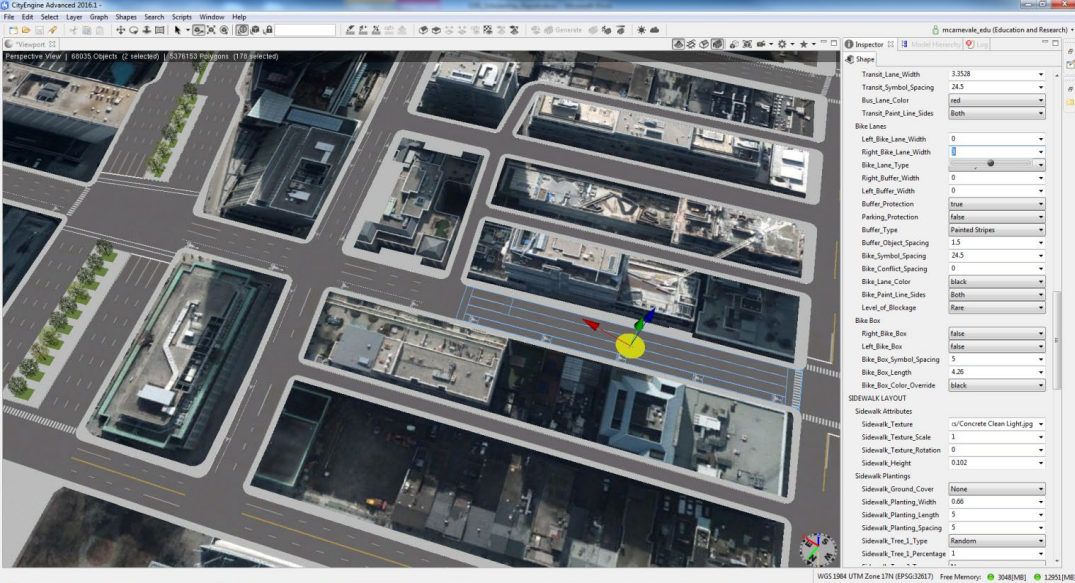 CityEngine Advanced 2016.1 -
File Edit Select Layer Graph Shapes Search Scripts Window Help
Generate
mcarnevale_edu (Education and Research)
*Viewport
Inspector Model Hierarchy Log
Perspective View | 68035 Objects (2 selected) | 5376153 Polygons (178 selected)
Shape
Transit_Lane_Width 3.3528
Transit_Symbol_Spacing 24.5
Bus_Lane_Color red
Transit_Paint_Line_Sides Both
Bike Lanes
Left_Bike_Lane_Width 0
Right_Bike_Lane_Width
Bike_Lane_Type
Right_Buffer_Width 0
Left_Buffer_Width 0
Buffer_Protection true
Parking_Protection false
Buffer_Type Painted Stripes
Buffer_Object_Spacing 1.5
Bike_Symbol_Spacing 24.5
Bike_Conflict_Spacing 0
Bike_Lane_Color black
Bike_Paint_Line_Sides Both
Level_of_Blockage Rare
Bike Box
Right_Bike_Box false
Left_Bike_Box false
Bike_Box_Symbol_Spacing 5
Bike_Box_Length 4.26
Bike_Box_Color_Override black
SIDEWALK LAYOUT
Sidewalk Attributes
Sidewalk_Texture cs/Concrete Clean Light.jpg
Sidewalk_Texture_Scale 1
Sidewalk_Texture_Rotation 0
Sidewalk_Height 0.102
Sidewalk Plantings
Sidewalk_Ground_Cover None
Sidewalk_Planting_Width 0.66
Sidewalk_Planting_Length 5
Sidewalk_Planting_Spacing 5
Sidewalk_Tree_1_Type Random
Sidewalk_Tree_1_Percentage 1
WGS 1984 UTM Zone 17N (EPSG:32617) Free Memory: 3048[MB] 12951[MB]